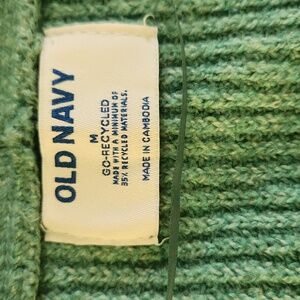 OLD NAVY
M
GO-RECYCLED
MADE WITH A MINIMUM OF
35% RECYCLED MATERIALS.
MADE IN CAMBODIA